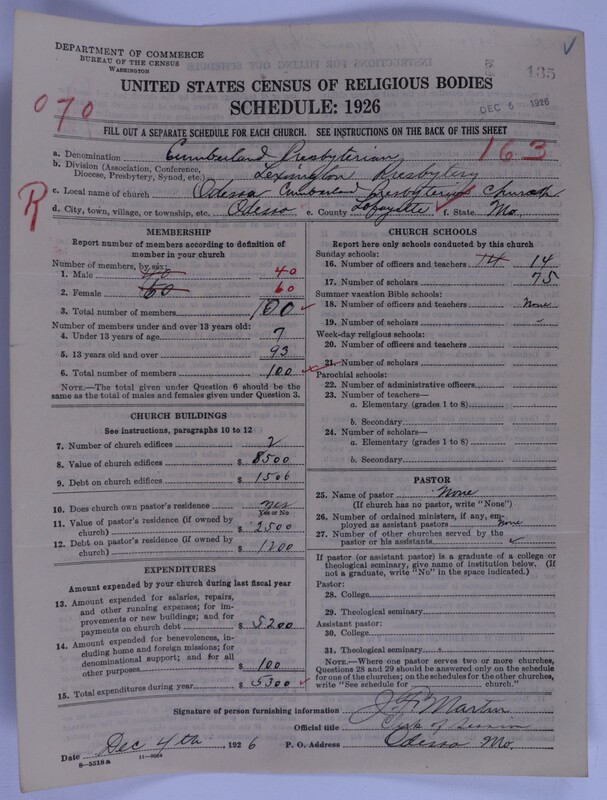 DEPARTMENT OF COMMERCE
BUREAU OF THE CENSUS
WASHINGTON
135
UNITED STATES CENSUS OF RELIGIOUS BODIES
SCHEDULE: 1926
DEC 6 1926
070
FILL OUT A SEPARATE SCHEDULE FOR EACH CHURCH. SEE INSTRUCTIONS ON THE BACK OF THIS SHEET
a. Denomination Cumberland Presbyterian 163
b. Division (Association, Conference, Diocese, Presbytery, Synod, etc.) Lexington Presbytery
R
c. Local name of church Odessa Cumberland Presbyterian Church
d. City, town, village, or township, etc. Odessa e. County Lafayette f. State Mo.
MEMBERSHIP
Report number of members according to definition of
member in your church
Number of members, by sex:
1. Male 40 40
2. Female 60 60
3. Total number of members 100
Number of members under and over 13 years old:
4. Under 13 years of age 7
5. 13 years old and over 93
6. Total number of members 100
NOTE.—The total given under Question 6 should be
the same as the total of males and females given under Question 3.
CHURCH BUILDINGS
See instructions, paragraphs 10 to 12
7. Number of church edifices 2
8. Value of church edifices $ 8500
9. Debt on church edifices $ 1506
10. Does church own pastor's residence yes
Yes or No
11. Value of pastor's residence (if owned by
church) $ 2500
12. Debt on pastor's residence (if owned by
church) $ 1200
EXPENDITURES
Amount expended by your church during last fiscal year
13. Amount expended for salaries, repairs,
and other running expenses; for im-
provements or new buildings; and for
payments on church debt $ 5200
14. Amount expended for benevolences, in-
cluding home and foreign missions; for
denominational support; and for all
other purposes $ 100
15. Total expenditures during year $ 5300
CHURCH SCHOOLS
Report here only schools conducted by this church
Sunday schools:
16. Number of officers and teachers 14 14
17. Number of scholars 75
Summer vacation Bible schools:
18. Number of officers and teachers None
19. Number of scholars
Week-day religious schools:
20. Number of officers and teachers
21. Number of scholars
Parochial schools:
22. Number of administrative officers
23. Number of teachers—
a. Elementary (grades 1 to 8)
b. Secondary
24. Number of scholars—
a. Elementary (grades 1 to 8)
b. Secondary
PASTOR
25. Name of pastor None
(If church has no pastor, write "None")
26. Number of ordained ministers, if any, em-
ployed as assistant pastors none
27. Number of other churches served by the
pastor or his assistants
If pastor (or assistant pastor) is a graduate of a college or
theological seminary, give name of institution below. (If
not a graduate, write "No" in the space indicated.)
Pastor:
28. College
29. Theological seminary
Assistant pastor:
30. College
31. Theological seminary
NOTE.—Where one pastor serves two or more churches,
Questions 28 and 29 should be answered only on the schedule
for one of the churches; on the schedules for the other churches,
write "See schedule for church."
Signature of person furnishing information Martin
Official title Clerk of Session
Date Dec 4th, 1926 P. O. Address Odessa Mo.
6—5518a